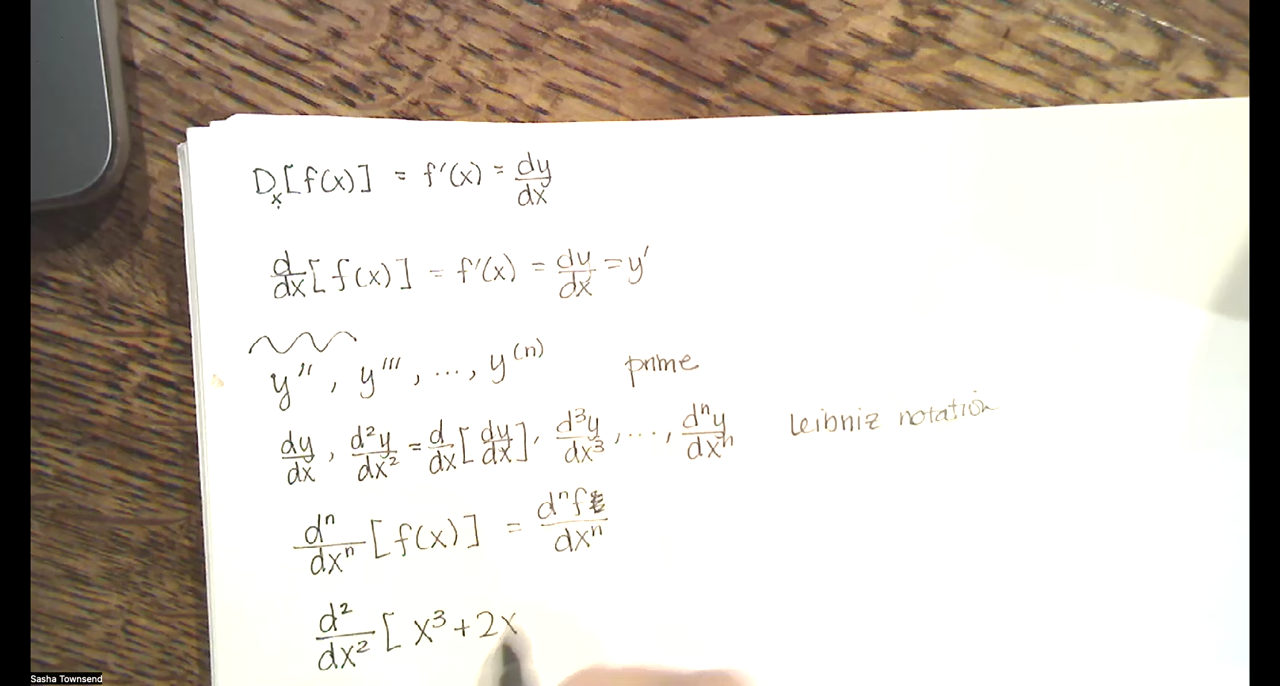 Dₓ[f(x)] = f'(x) = dy/dx
d/dx[f(x)] = f'(x) = dy/dx = y'
y'', y''', ..., y⁽ⁿ⁾ prime
dy/dx, d²y/dx² = d/dx[dy/dx], d³y/dx³, ..., dⁿy/dxⁿ Leibniz notation
dⁿ/dxⁿ [f(x)] = dⁿf/dxⁿ
d²/dx² [x³+2x
Sasha Townsend